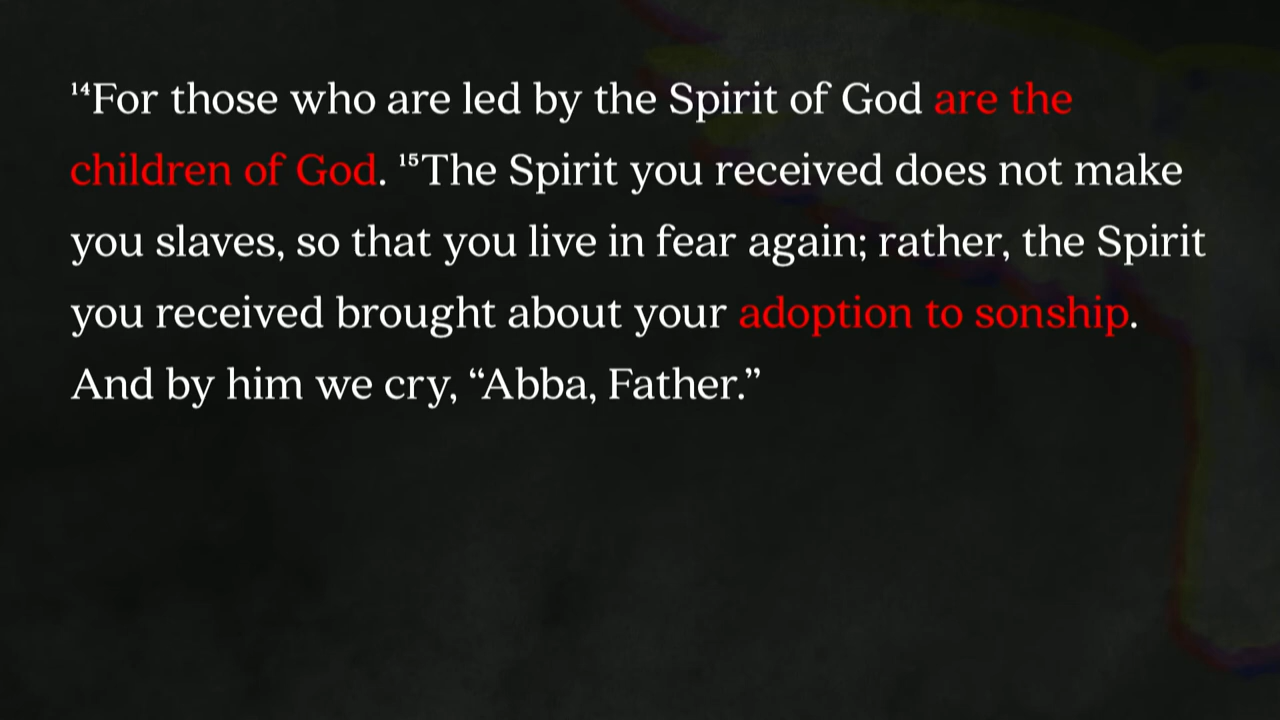 ¹⁴For those who are led by the Spirit of God are the
children of God. ¹⁵The Spirit you received does not make
you slaves, so that you live in fear again; rather, the Spirit
you received brought about your adoption to sonship.
And by him we cry, “Abba, Father.”